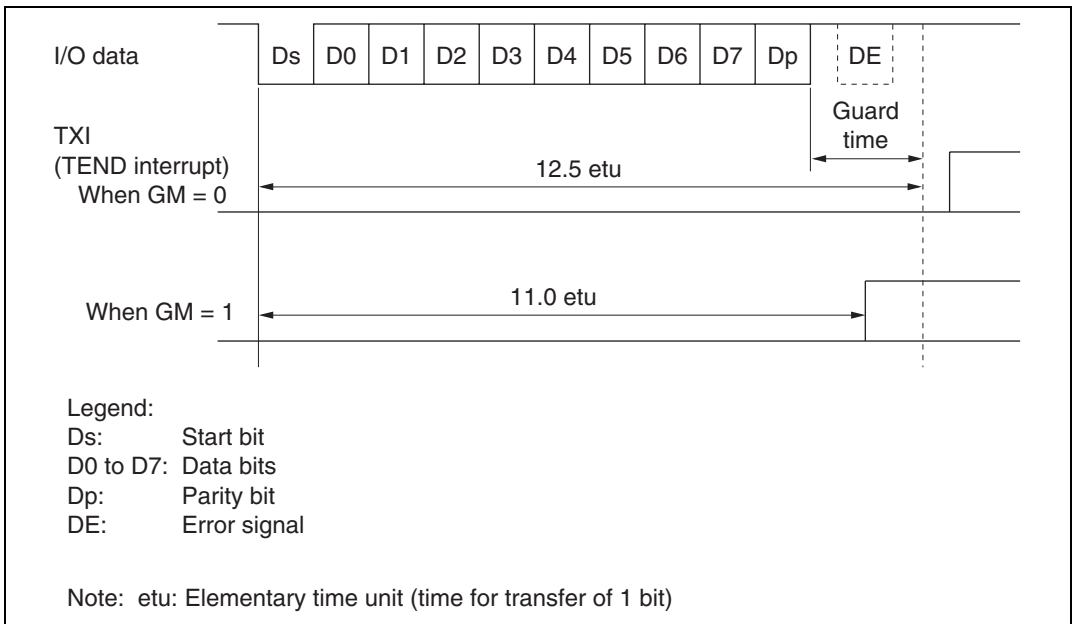 I/O data
Ds D0 D1 D2 D3 D4 D5 D6 D7 Dp DE
Guard
time
TXI
(TEND interrupt)
When GM = 0
12.5 etu
When GM = 1
11.0 etu
Legend:
Ds: Start bit
D0 to D7: Data bits
Dp: Parity bit
DE: Error signal
Note: etu: Elementary time unit (time for transfer of 1 bit)